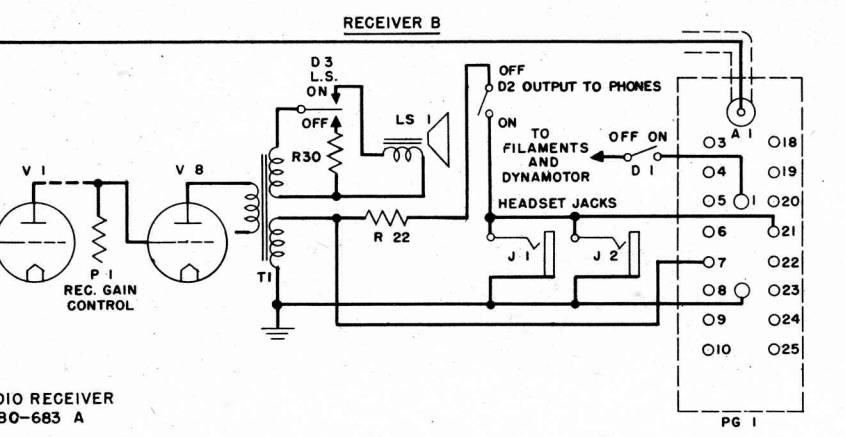 RECEIVER B
D 3
L.S.
ON
OFF
R30
LS 1
OFF
D2 OUTPUT TO PHONES
ON
TO
FILAMENTS
AND
DYNAMOTOR
OFF ON
D 1
A 1
V 1
V 8
P 1
REC. GAIN
CONTROL
T1
R 22
HEADSET JACKS
J 1
J 2
3
18
4
19
5
1
20
6
21
7
22
8
23
9
24
10
25
PG 1
DIO RECEIVER
BC-683 A